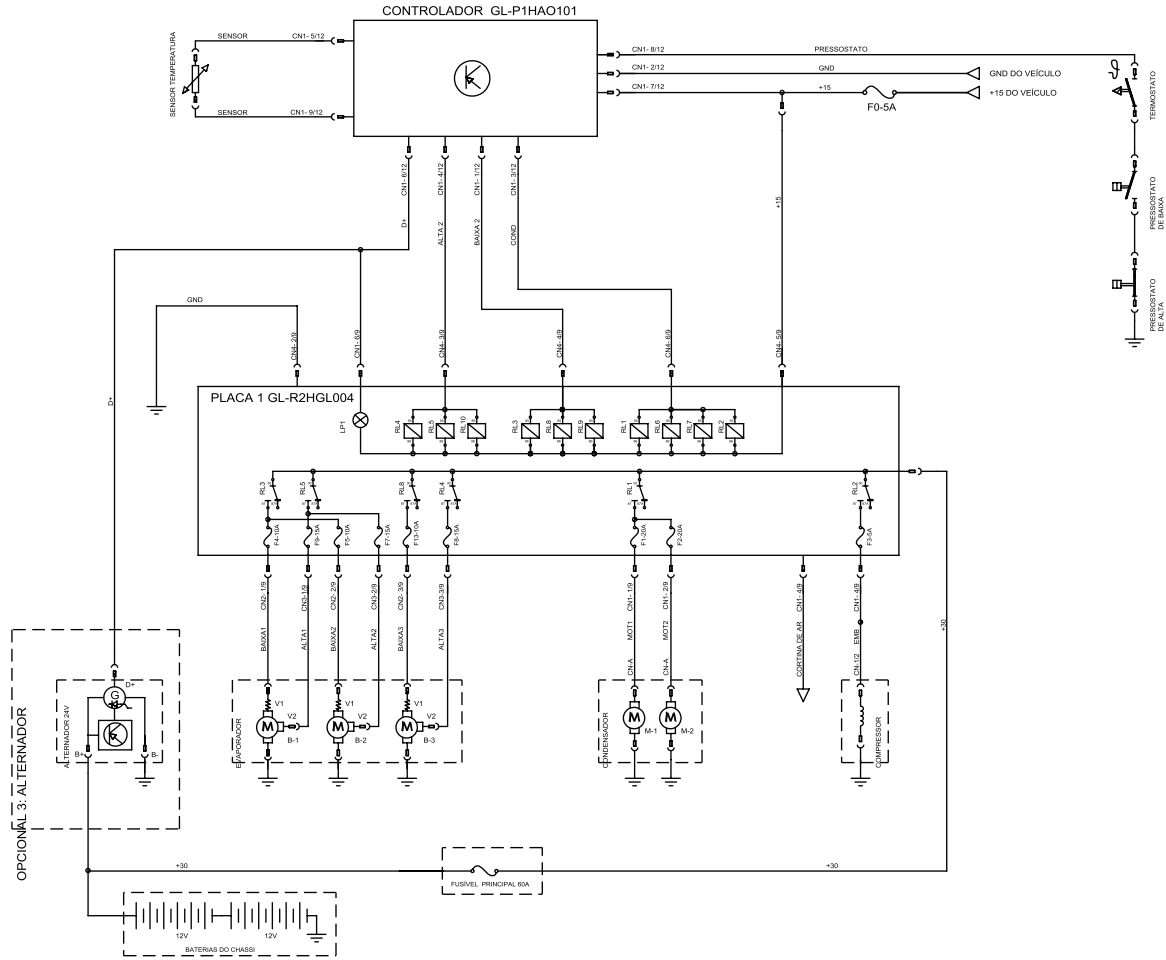 CONTROLADOR GL-P1HAO101
SENSOR
CN1- 5/12
SENSOR TEMPERATURA
SENSOR
CN1- 9/12
CN1- 8/12
PRESSOSTATO
CN1- 2/12
GND
GND DO VEÍCULO
CN1- 7/12
+15
F0-5A
+15 DO VEÍCULO
TERMOSTATO
PRESSOSTATO
DE BAIXA
PRESSOSTATO
DE ALTA
CN1- 6/12
CN1- 4/12
CN1- 1/12
CN1- 3/12
D+
ALTA 2
BAIXA 2
COND
+15
GND
CN4- 2/9
CN1- 6/9
CN4- 3/9
CN4- 4/9
CN4- 6/9
CN4- 5/9
D+
PLACA 1 GL-R2HGL004
LP1
RL4
RL5
RL10
RL3
RL8
RL9
RL1
RL6
RL7
RL2
RL3
RL5
RL8
RL4
RL1
RL2
F4-10A
F9-15A
F5-10A
F7-15A
F13-10A
F8-15A
F1-20A
F2-20A
F3-5A
CN2- 1/9
CN3-1/9
CN2- 2/9
CN3-2/9
CN2- 3/9
CN3-3/9
CN1- 1/9
CN1- 2/9
CN1- 4/9
CN1- 4/9
BAIXA1
ALTA1
BAIXA2
ALTA2
BAIXA3
ALTA3
MOT1
MOT2
CORTINA DE AR
EMB
+30
CN-A
CN-A
CN-1/2
OPCIONAL 3: ALTERNADOR
ALTERNADOR 24V
D+
G
B+
B-
EVAPORADOR
V1
V2
M
B-1
V1
V2
M
B-2
V1
V2
M
B-3
CONDENSADOR
M
M-1
M
M-2
COMPRESSOR
+30
FUSÍVEL PRINCIPAL 60A
+30
12V
12V
BATERIAS DO CHASSI